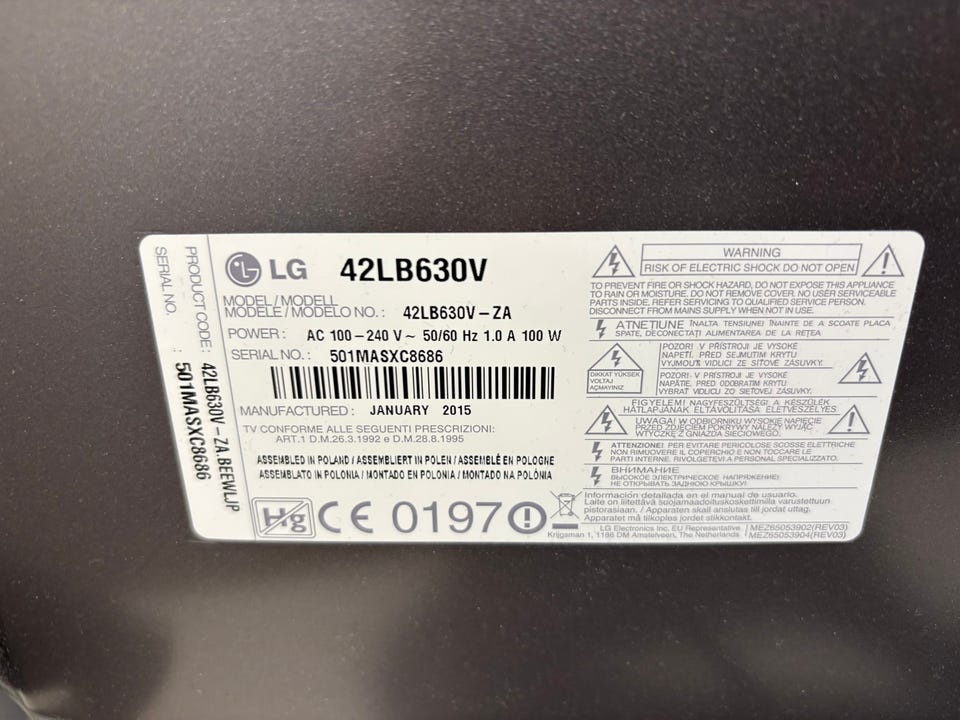 PRODUCT CODE: 42LB630V-ZA.BEEWLJP
SERIAL NO. : 501MASXC8686
LG 42LB630V
MODEL / MODELL
MODELE / MODELO NO. : 42LB630V-ZA
POWER : AC 100-240 V ~ 50/60 Hz 1.0 A 100 W
SERIAL NO. : 501MASXC8686
MANUFACTURED : JANUARY 2015
TV CONFORME ALLE SEGUENTI PRESCRIZIONI:
ART.1 D.M.26.3.1992 e D.M.28.8.1995
ASSEMBLED IN POLAND / ASSEMBLIERT IN POLEN / ASSEMBLÉ EN POLOGNE
ASSEMBLATO IN POLONIA / MONTADO EN POLONIA / MONTADO NA POLÓNIA
Hg CE 0197
WARNING
RISK OF ELECTRIC SHOCK DO NOT OPEN
TO PREVENT FIRE OR SHOCK HAZARD, DO NOT EXPOSE THIS APPLIANCE
TO RAIN OR MOISTURE. DO NOT REMOVE COVER. NO USER SERVICEABLE
PARTS INSIDE. REFER SERVICING TO QUALIFIED SERVICE PERSON.
DISCONNECT FROM MAINS SUPPLY WHEN NOT IN USE.
ATNETIUNE ÎNALTA TENSIUNE! ÎNAINTE DE A SCOATE PLACA
SPATE, DECONECTAȚI ALIMENTAREA DE LA REȚEA
DIKKAT YÜKSEK
VOLTAJ
AÇMAYINIZ
POZOR! V PŘÍSTROJI JE VYSOKÉ
NAPĚTÍ. PŘED SEJMUTIM KRYTU
VYJMOUT VIDLICI ZE SÍTOVÉ ZÁSUVKY.
POZOR! V PRÍSTROJI JE VYSOKÉ
NAPÄTIE. PRED ODOBRATIM KRYTU
VYBRAŤ VIDLICU ZO SIEŤOVEJ ZÁSUVKY.
FIGYELEM! NAGYFESZÜLTSÉG! A KÉSZÜLÉK
HÁTLAPJÁNAK ELTÁVOLÍTÁSA ÉLETVESZÉLYES
UWAGA! W ODBIORNIKU WYSOKIE NAPIĘCIE
PRZED ZDJĘCIEM POKRYWY NALEŻY WYJĄĆ
WTYCZKĘ Z GNIAZDA SIECIOWEGO.
ATTENZIONE! PER EVITARE PERICOLOSE SCOSSE ELETTRICHE
NON RIMUOVERE IL COPERCHIO E NON TOCCARE LE
PARTI INTERNE. RIVOLGETEVI A PERSONALE SPECIALIZZATO.
ВНИМАНИЕ
ВЫСОКОЕ ЭЛЕКТРИЧЕСКОЕ НАПРЯЖЕНИЕ!
НЕ ОТКРЫВАТЬ ЗАДНЮЮ КРЫШКУ!
Información detallada en el manual de usuario.
Laite on liitettävä suojamaadoituskoskettimilla varustettuun
pistorasiaan. / Apparaten skall anslutas till jordat uttag.
Apparatet må tilkoples jordet stikkontakt.
LG Electronics Inc. EU Representative
Krijgsman 1, 1186 DM Amstelveen, The Netherlands
MEZ65053902(REV03)
MEZ65053904(REV03)